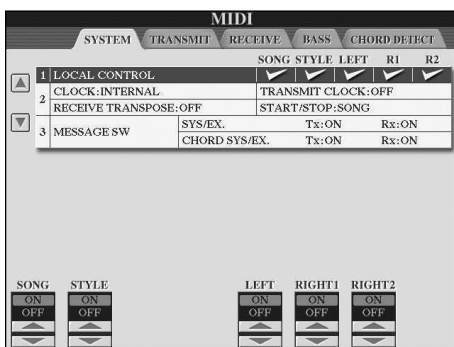 MIDI
SYSTEM TRANSMIT RECEIVE BASS CHORD DETECT
SONG STYLE LEFT R1 R2
1 LOCAL CONTROL
2 CLOCK:INTERNAL TRANSMIT CLOCK:OFF
RECEIVE TRANSPOSE:OFF START/STOP:SONG
3 MESSAGE SW SYS/EX. Tx:ON Rx:ON
CHORD SYS/EX. Tx:ON Rx:ON
SONG STYLE LEFT RIGHT1 RIGHT2
ON ON ON ON ON
OFF OFF OFF OFF OFF